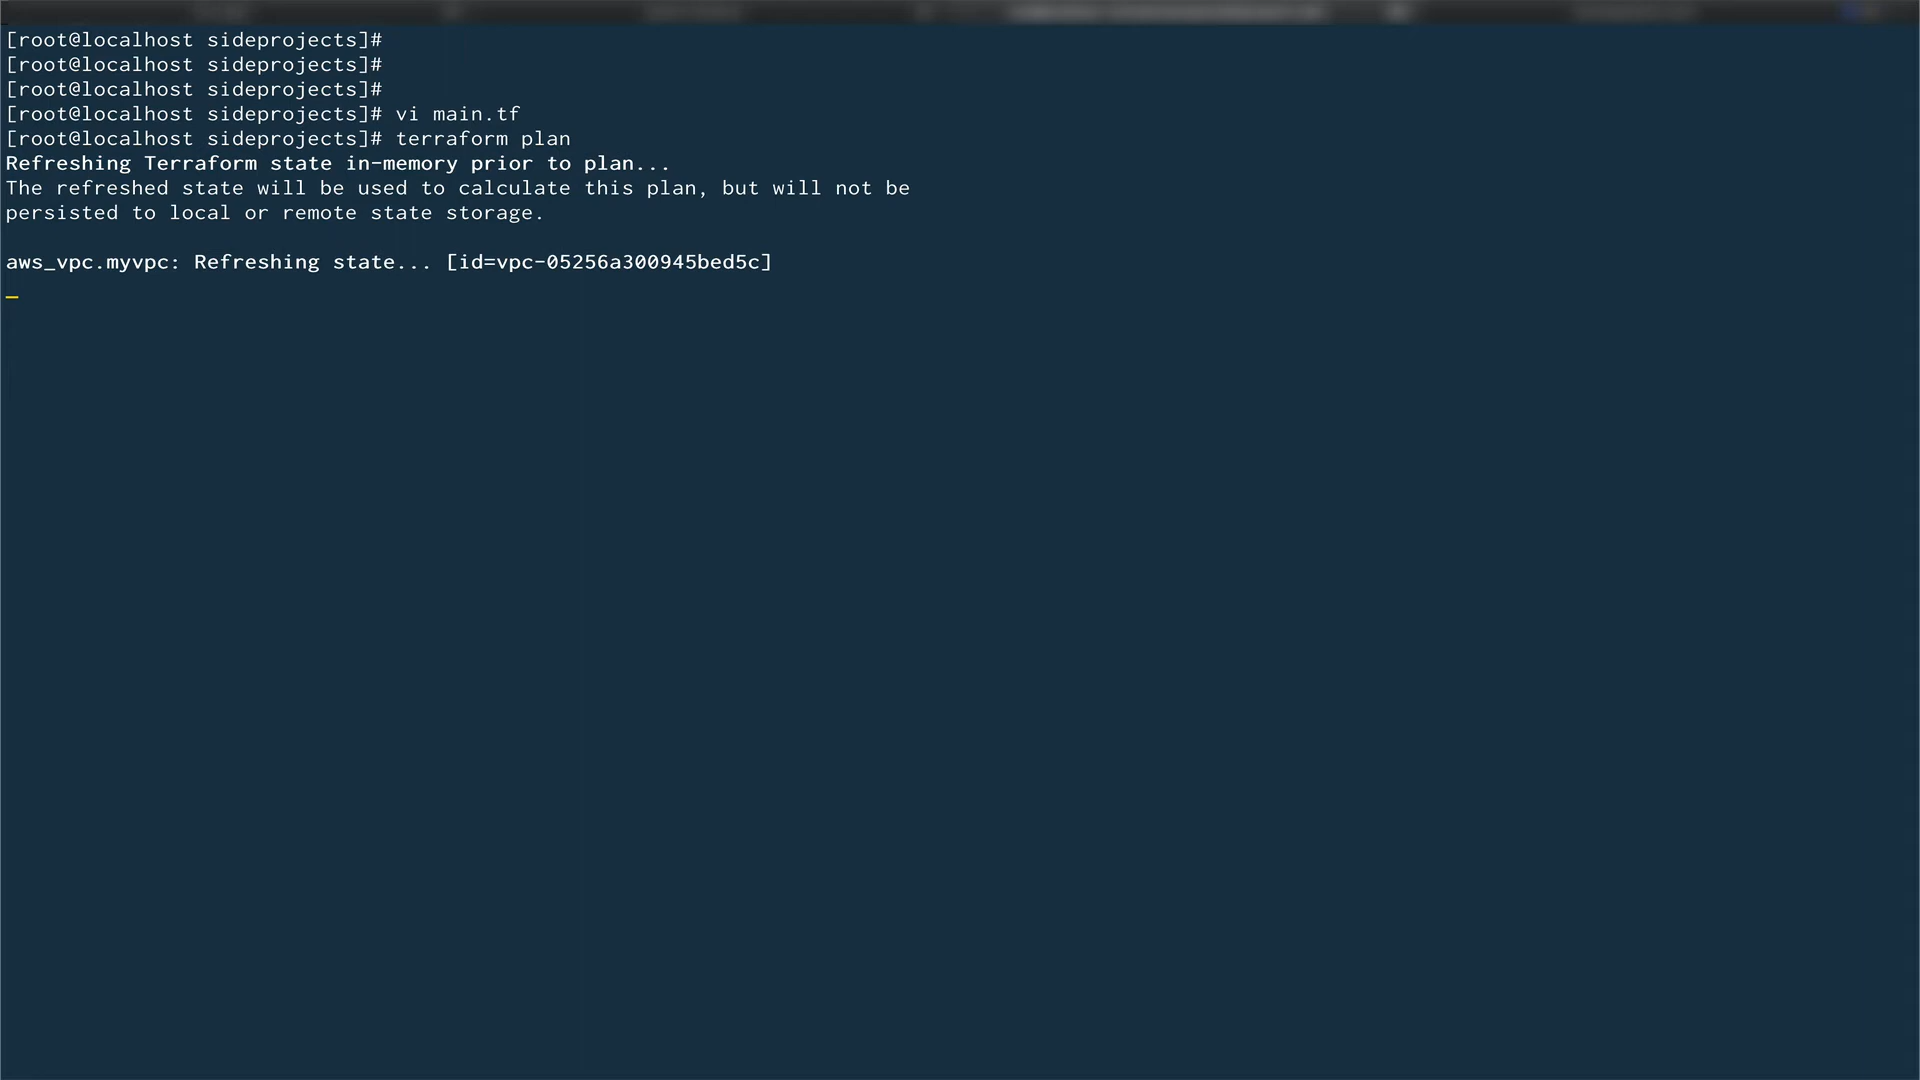 [root@localhost sideprojects]#
[root@localhost sideprojects]#
[root@localhost sideprojects]#
[root@localhost sideprojects]# vi main.tf
[root@localhost sideprojects]# terraform plan
Refreshing Terraform state in-memory prior to plan...
The refreshed state will be used to calculate this plan, but will not be
persisted to local or remote state storage.
aws_vpc.myvpc: Refreshing state... [id=vpc-05256a300945bed5c]